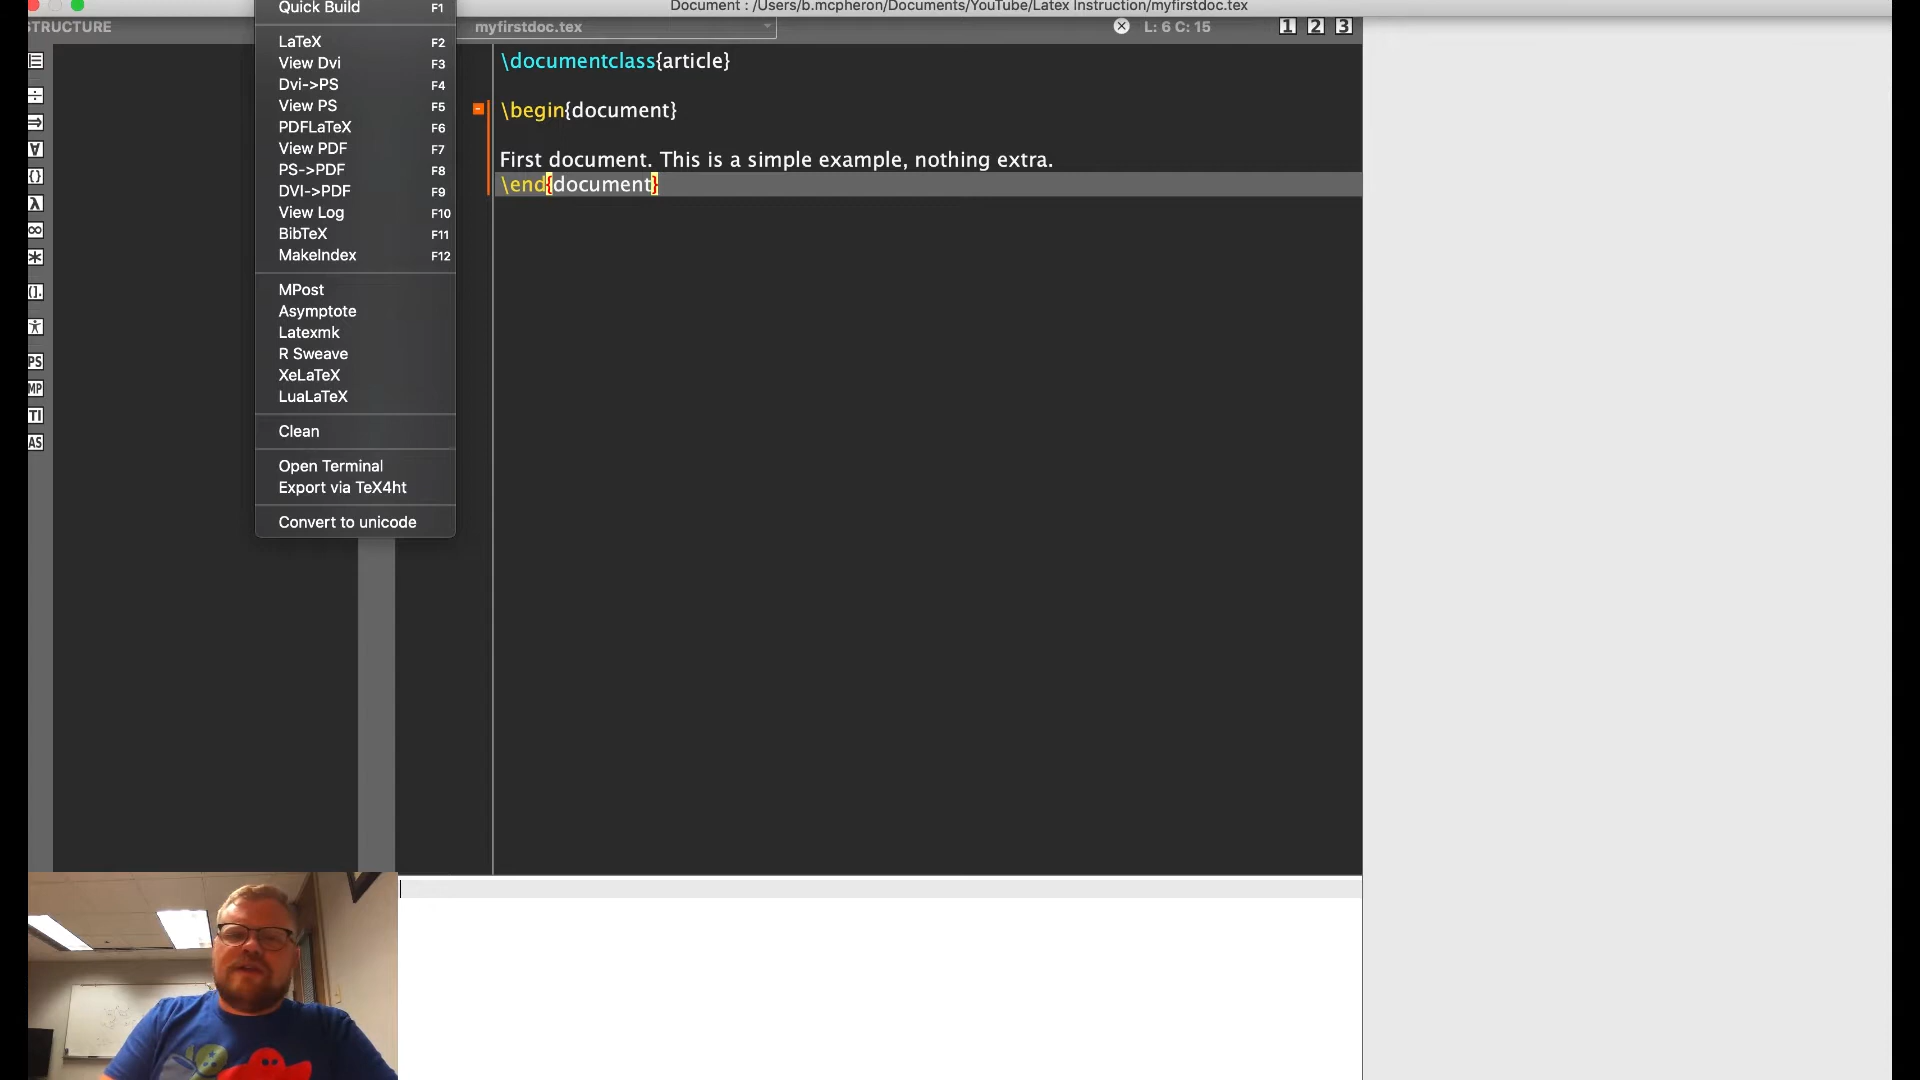 Document : /Users/b.mcpheron/Documents/YouTube/Latex Instruction/myfirstdoc.tex
STRUCTURE
myfirstdoc.tex
L: 6 C: 15
1 2 3
Quick Build F1
LaTeX F2
View Dvi F3
Dvi->PS F4
View PS F5
PDFLaTeX F6
View PDF F7
PS->PDF F8
DVI->PDF F9
View Log F10
BibTeX F11
MakeIndex F12
MPost
Asymptote
Latexmk
R Sweave
XeLaTeX
LuaLaTeX
Clean
Open Terminal
Export via TeX4ht
Convert to unicode
\documentclass{article}
\begin{document}
First document. This is a simple example, nothing extra.
\end{document}
PS
MP
TI
AS